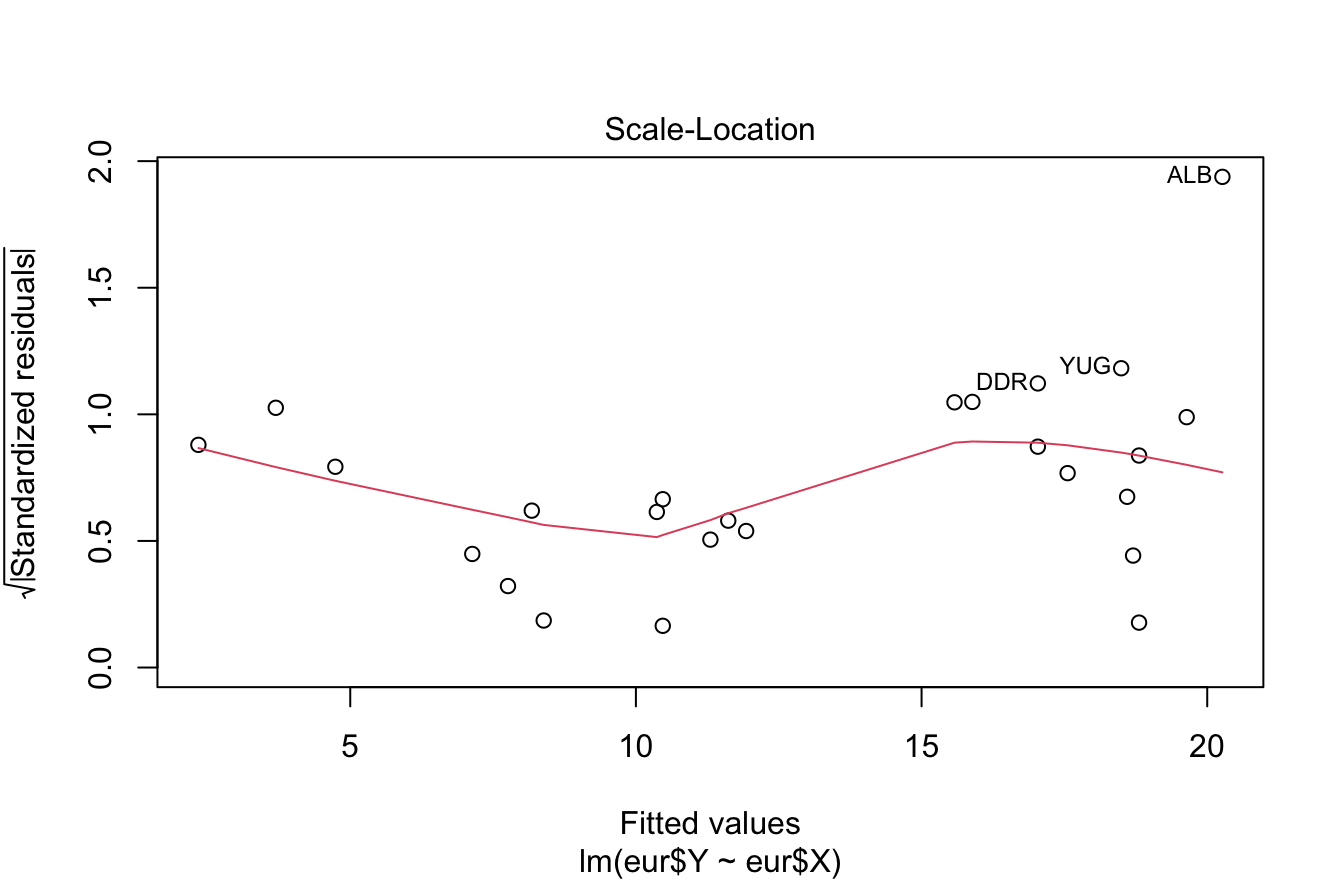 Scale-Location
√|Standardized residuals|
2.0
1.5
1.0
0.5
0.0
ALB
YUG
DDR
5 10 15 20
Fitted values
lm(eur$Y ~ eur$X)